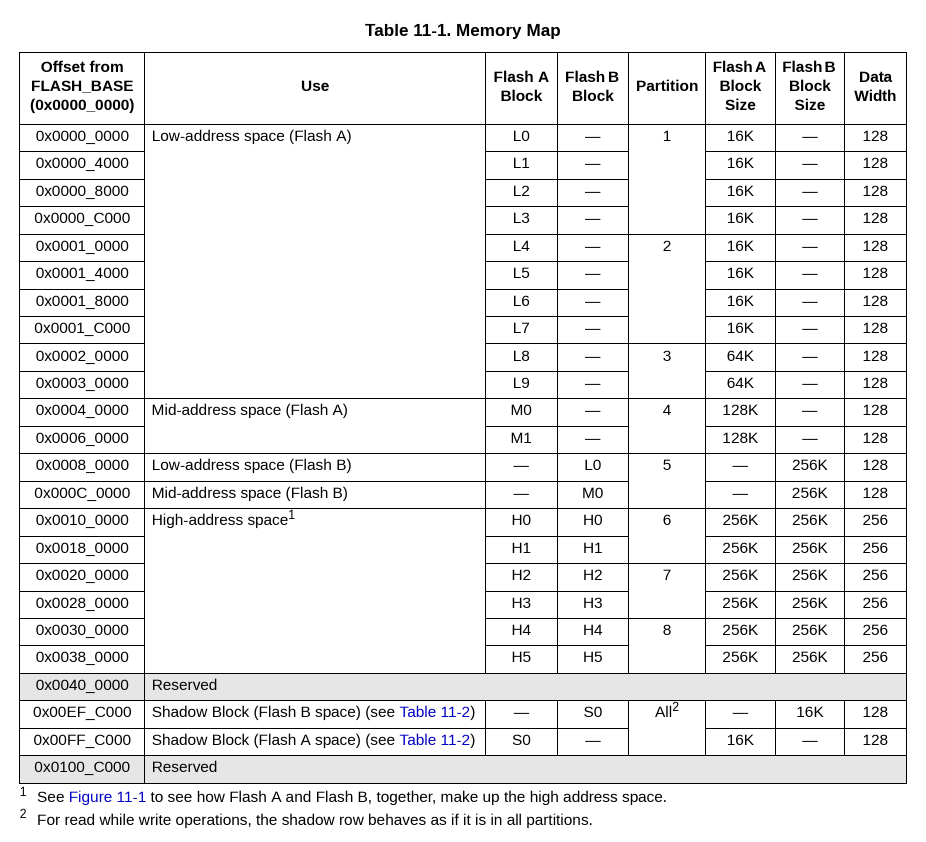 Table 11-1. Memory Map
Offset from FLASH_BASE (0x0000_0000) Use Flash A Block Flash B Block Partition Flash A Block Size Flash B Block Size Data Width
0x0000_0000 Low-address space (Flash A) L0 — 1 16K — 128
0x0000_4000 L1 — 16K — 128
0x0000_8000 L2 — 16K — 128
0x0000_C000 L3 — 16K — 128
0x0001_0000 L4 — 2 16K — 128
0x0001_4000 L5 — 16K — 128
0x0001_8000 L6 — 16K — 128
0x0001_C000 L7 — 16K — 128
0x0002_0000 L8 — 3 64K — 128
0x0003_0000 L9 — 64K — 128
0x0004_0000 Mid-address space (Flash A) M0 — 4 128K — 128
0x0006_0000 M1 — 128K — 128
0x0008_0000 Low-address space (Flash B) — L0 5 — 256K 128
0x000C_0000 Mid-address space (Flash B) — M0 — 256K 128
0x0010_0000 High-address space1 H0 H0 6 256K 256K 256
0x0018_0000 H1 H1 256K 256K 256
0x0020_0000 H2 H2 7 256K 256K 256
0x0028_0000 H3 H3 256K 256K 256
0x0030_0000 H4 H4 8 256K 256K 256
0x0038_0000 H5 H5 256K 256K 256
0x0040_0000 Reserved
0x00EF_C000 Shadow Block (Flash B space) (see Table 11-2) — S0 All2 — 16K 128
0x00FF_C000 Shadow Block (Flash A space) (see Table 11-2) S0 — 16K — 128
0x0100_C000 Reserved
1 See Figure 11-1 to see how Flash A and Flash B, together, make up the high address space.
2 For read while write operations, the shadow row behaves as if it is in all partitions.